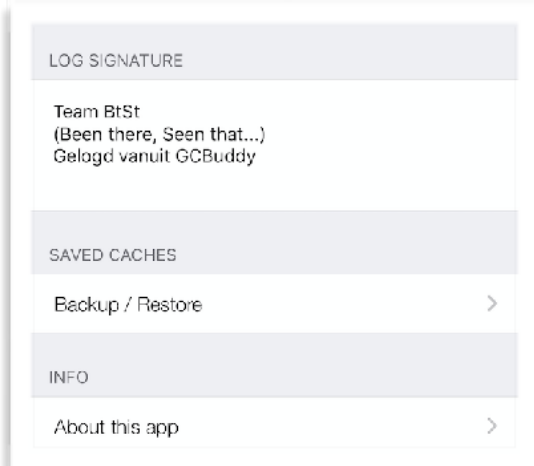 LOG SIGNATURE
Team BtSt
(Been there, Seen that...)
Gelogd vanuit GCBuddy
SAVED CACHES
Backup / Restore
INFO
About this app